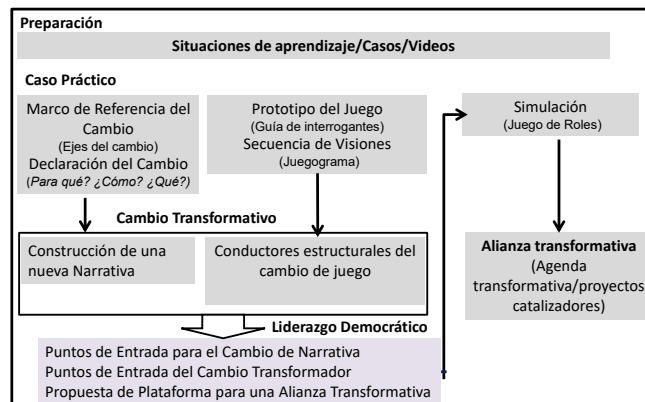 Preparación
Situaciones de aprendizaje/Casos/Videos
Caso Práctico
Marco de Referencia del
Cambio
(Ejes del cambio)
Declaración del Cambio
(Para qué? ¿Cómo? ¿Qué?)
Prototipo del Juego
(Guía de interrogantes)
Secuencia de Visiones
(Juegograma)
Simulación
(Juego de Roles)
Cambio Transformativo
Construcción de una
nueva Narrativa
Conductores estructurales del
cambio de juego
Alianza transformativa
(Agenda
transformativa/proyectos
catalizadores)
Liderazgo Democrático
Puntos de Entrada para el Cambio de Narrativa
Puntos de Entrada del Cambio Transformador
Propuesta de Plataforma para una Alianza Transformativa